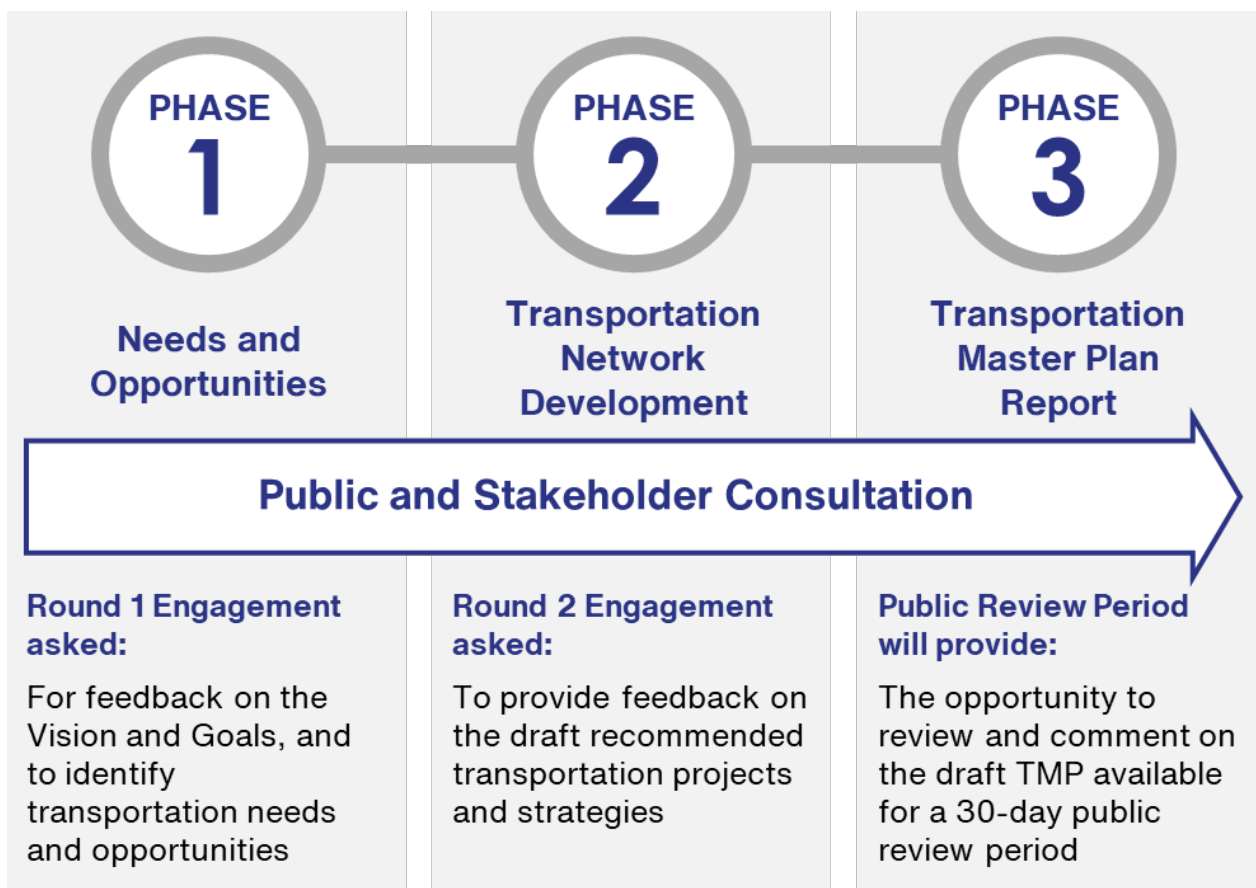 PHASE
1
Needs and
Opportunities
PHASE
2
Transportation
Network
Development
PHASE
3
Transportation
Master Plan
Report
Public and Stakeholder Consultation
Round 1 Engagement
asked:
For feedback on the
Vision and Goals, and
to identify
transportation needs
and opportunities
Round 2 Engagement
asked:
To provide feedback on
the draft recommended
transportation projects
and strategies
Public Review Period
will provide:
The opportunity to
review and comment on
the draft TMP available
for a 30-day public
review period